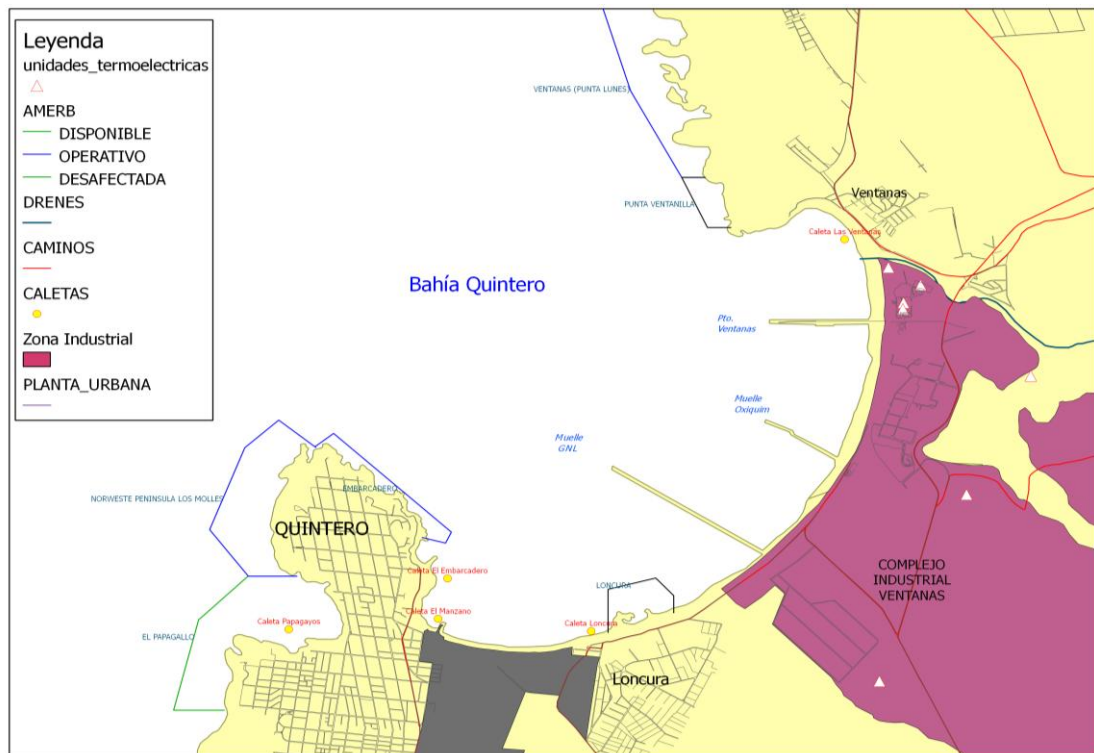 Leyenda
unidades_termoelectricas
AMERB
DISPONIBLE
OPERATIVO
DESAFECTADA
DRENES
CAMINOS
CALETAS
Zona Industrial
PLANTA_URBANA
VENTANAS (PUNTA LUNES)
PUNTA VENTANILLA
Ventanas
Caleta Las Ventanas
Bahía Quintero
Pto.
Ventanas
Muelle
Oxiquim
Muelle
GNL
NORWESTE PENINSULA LOS MOLLES
EMBARCADERO
QUINTERO
COMPLEJO
INDUSTRIAL
VENTANAS
Caleta El Embarcadero
LONCURA
Caleta El Manzano
Caleta Papagayos
Caleta Loncura
EL PAPAGALLO
Loncura